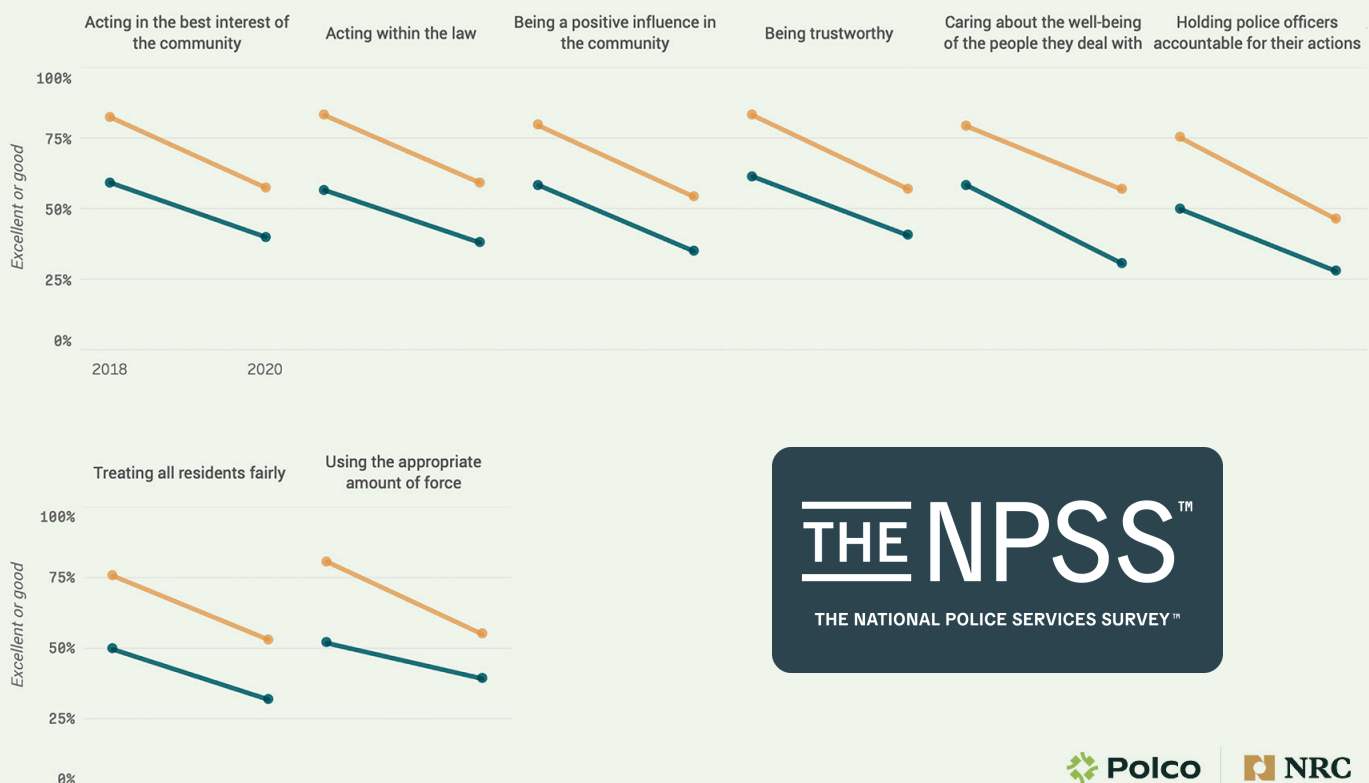 Acting in the best interest of
the community
Acting within the law
Being a positive influence in
the community
Being trustworthy
Caring about the well-being
of the people they deal with
Holding police officers
accountable for their actions
100%
75%
50%
25%
0%
Excellent or good
2018
2020
Treating all residents fairly
Using the appropriate
amount of force
100%
75%
50%
25%
0%
Excellent or good
THE NPSS™
THE NATIONAL POLICE SERVICES SURVEY™
Polco
NRC